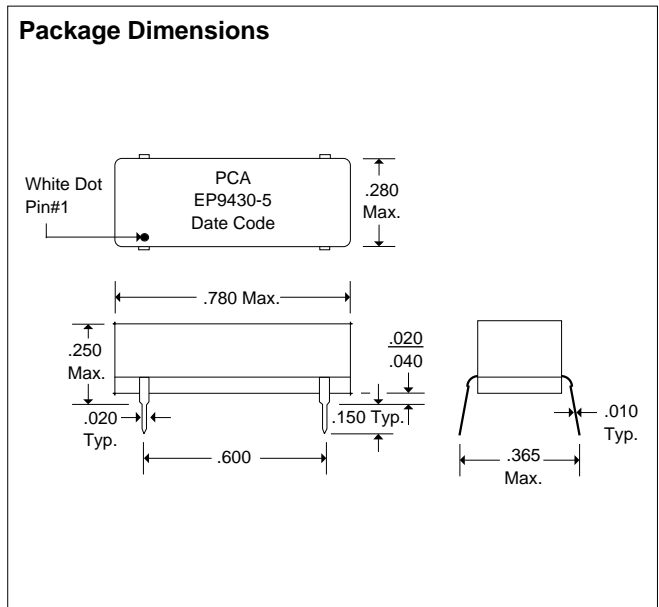 Package Dimensions
White Dot
Pin#1
PCA
EP9430-5
Date Code
.280
Max.
.780 Max.
.250
Max.
.020
.040
.020
Typ.
.150 Typ.
.600
.010
Typ.
.365
Max.